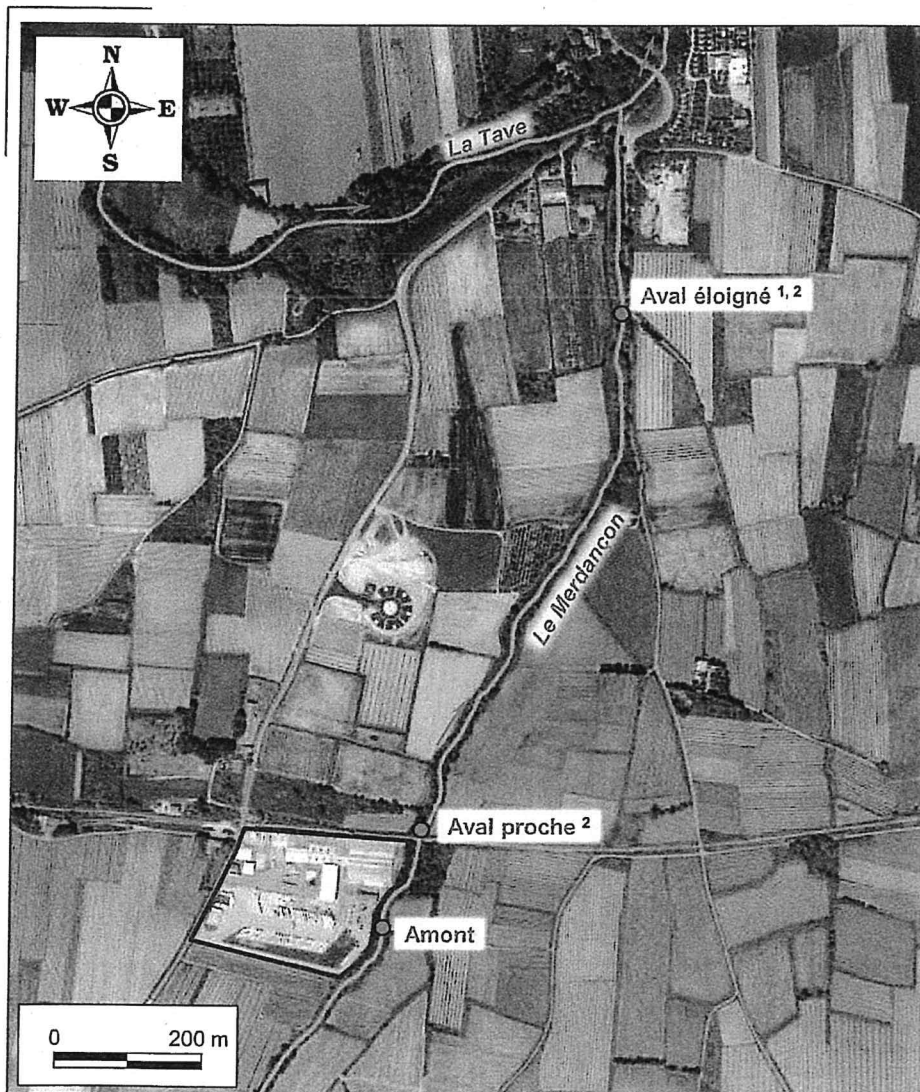 N
W E
S
La Tave
Aval éloigné 1, 2
Le Merdancon
Aval proche 2
Amont
0 200 m